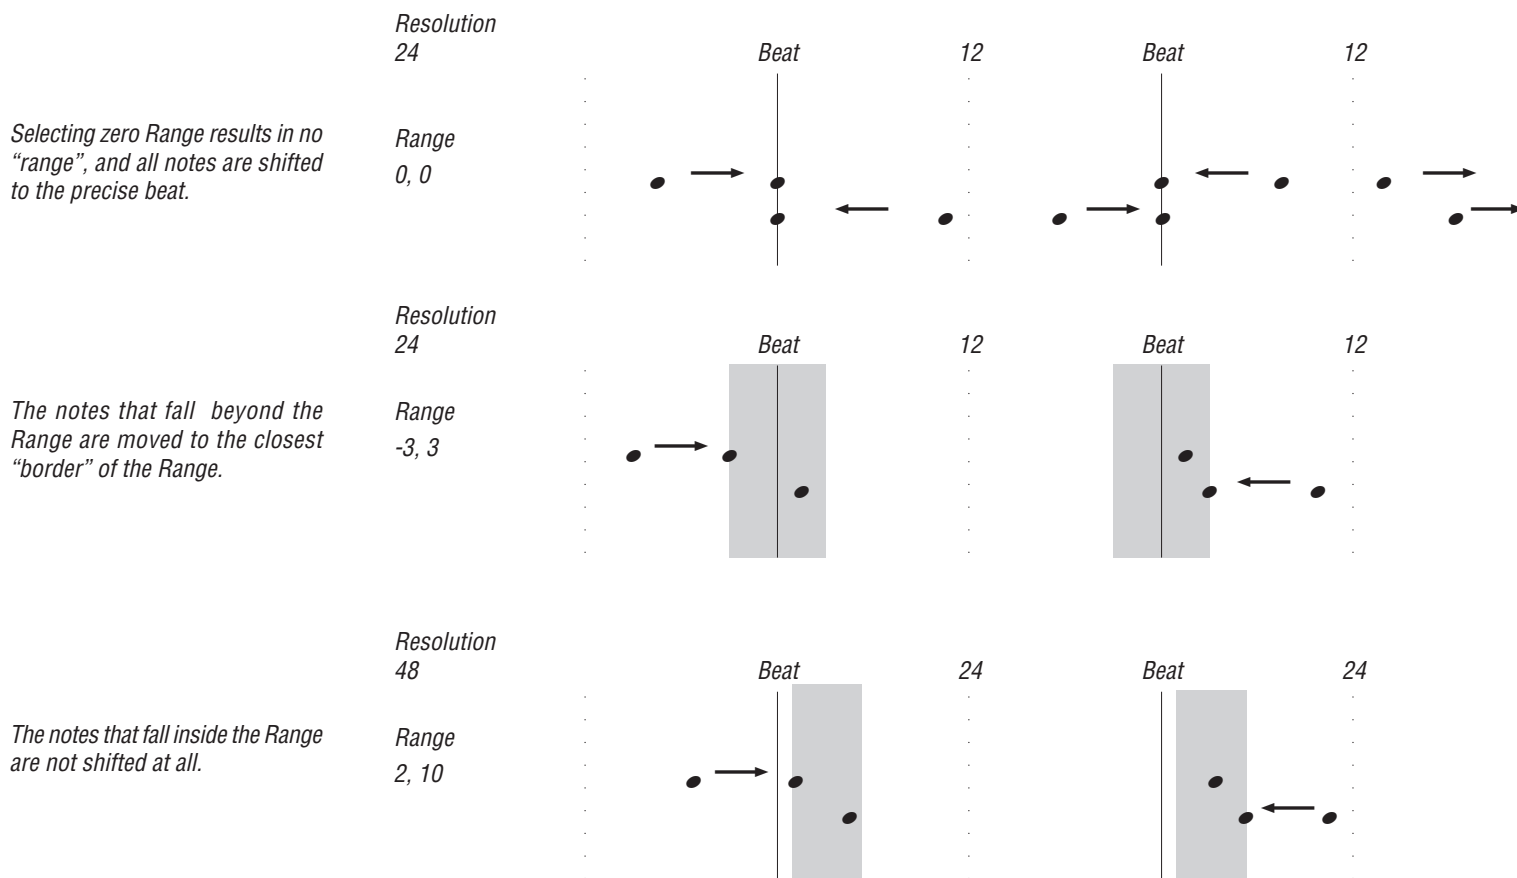 Resolution
24
Beat
12
Beat
12
Selecting zero Range results in no
“range”, and all notes are shifted
to the precise beat.
Range
0, 0
Resolution
24
Beat
12
Beat
12
The notes that fall beyond the
Range are moved to the closest
“border” of the Range.
Range
-3, 3
Resolution
48
Beat
24
Beat
24
The notes that fall inside the Range
are not shifted at all.
Range
2, 10